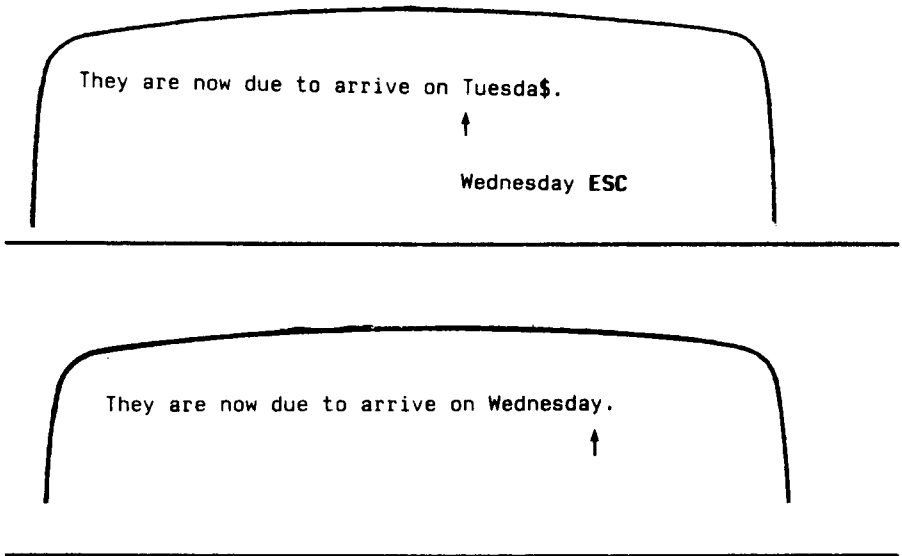 They are now due to arrive on Tuesda$.
Wednesday ESC
They are now due to arrive on Wednesday.